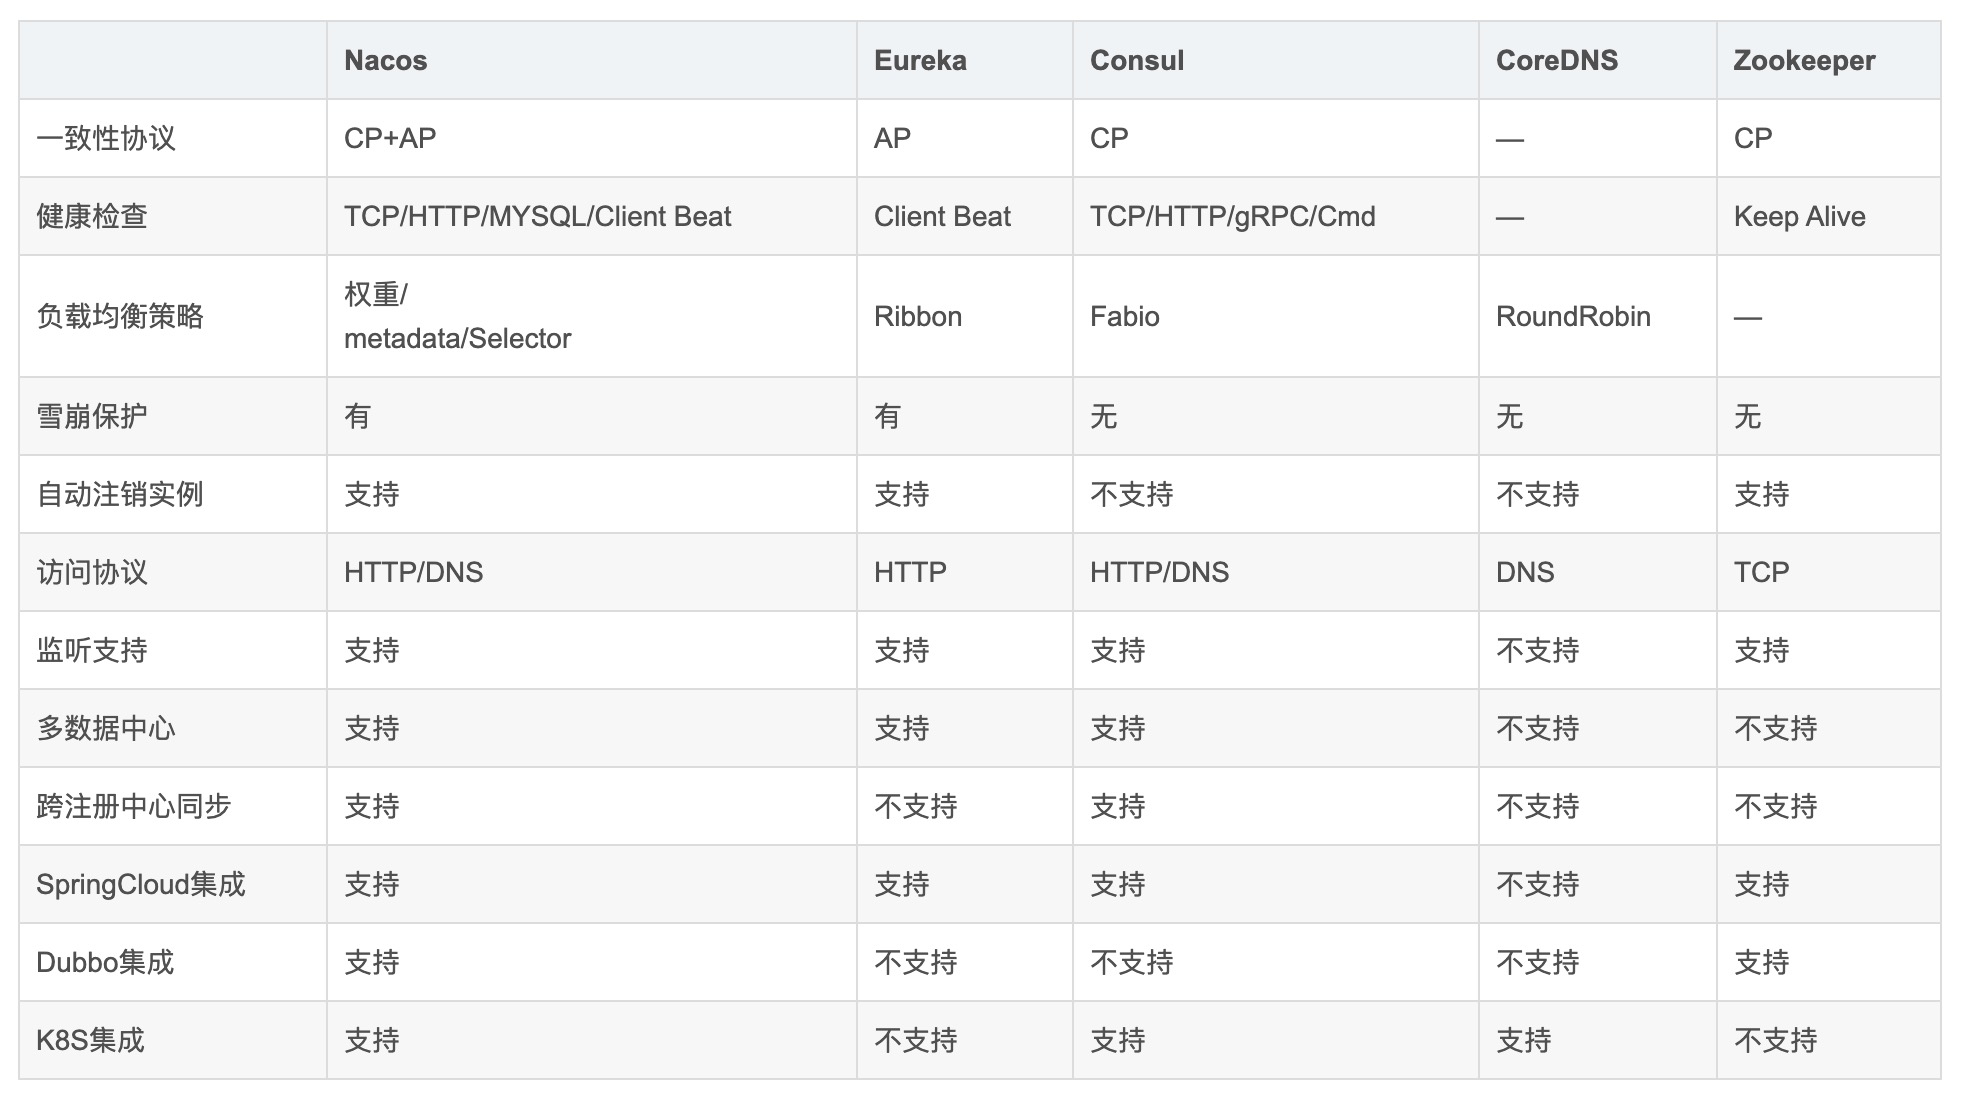 Nacos Eureka Consul CoreDNS Zookeeper
一致性协议 CP+AP AP CP — CP
健康检查 TCP/HTTP/MYSQL/Client Beat Client Beat TCP/HTTP/gRPC/Cmd — Keep Alive
负载均衡策略 权重/
metadata/Selector Ribbon Fabio RoundRobin —
雪崩保护 有 有 无 无 无
自动注销实例 支持 支持 不支持 不支持 支持
访问协议 HTTP/DNS HTTP HTTP/DNS DNS TCP
监听支持 支持 支持 支持 不支持 支持
多数据中心 支持 支持 支持 不支持 不支持
跨注册中心同步 支持 不支持 支持 不支持 不支持
SpringCloud集成 支持 支持 支持 不支持 支持
Dubbo集成 支持 不支持 不支持 不支持 支持
K8S集成 支持 不支持 支持 支持 不支持